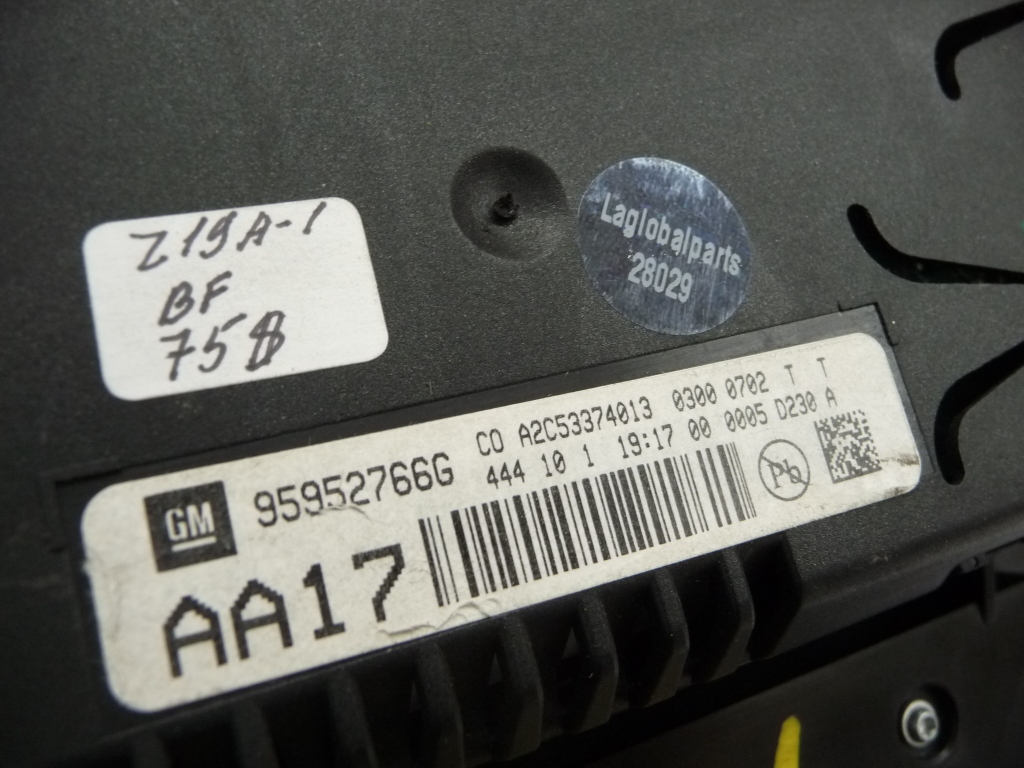 Z19A-1
BF
758
Laglobalparts
28029
GM
95952766G
CO A2C53374013 0300 0702 T T
444 10 1 19:17 00 0005 D230 A
AA17
Pb